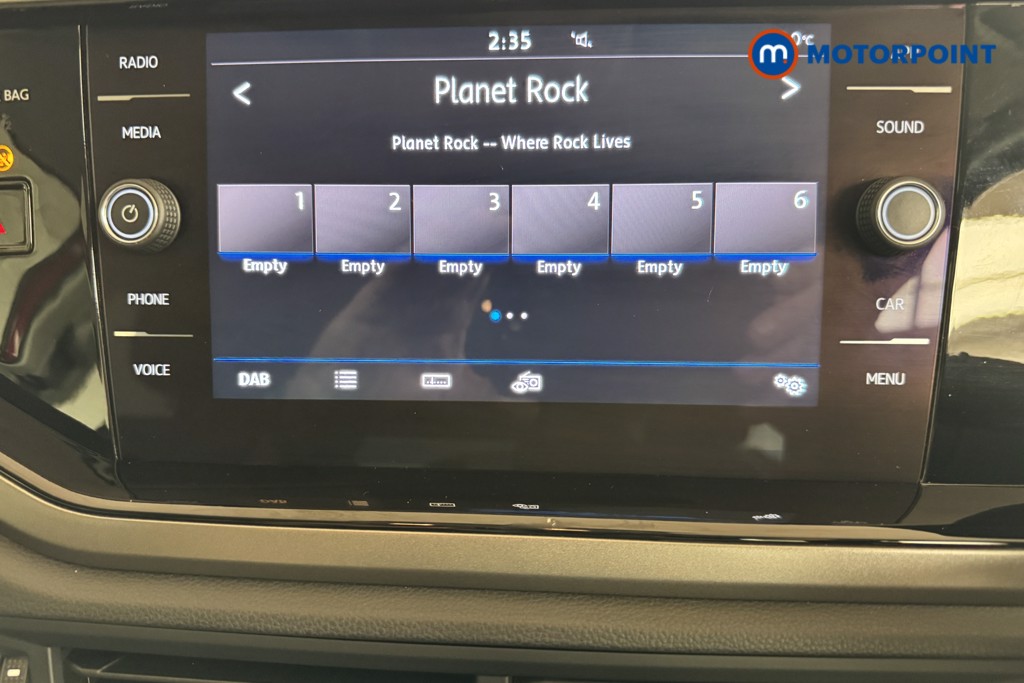 2:35
0°C
m MOTORPOINT
RADIO
BAG
MEDIA
PHONE
VOICE
< Planet Rock >
Planet Rock -- Where Rock Lives
1 2 3 4 5 6
Empty Empty Empty Empty Empty Empty
DAB
SOUND
CAR
MENU